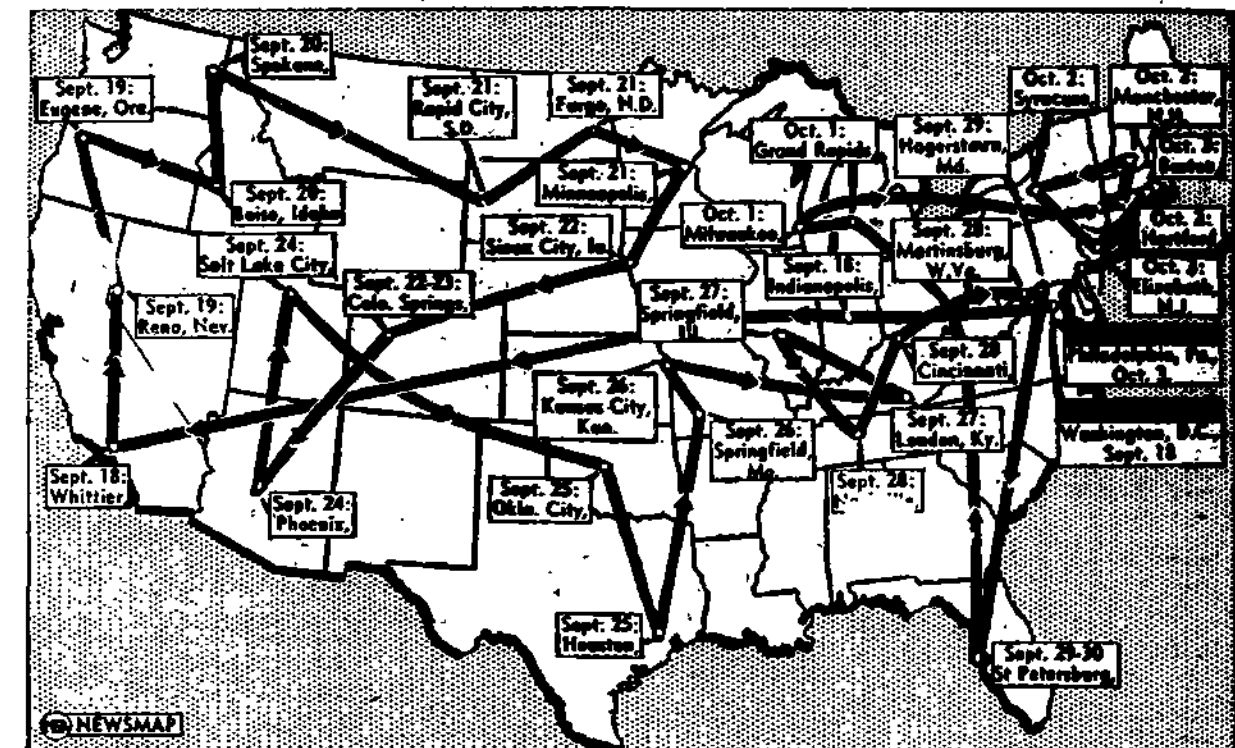 Sept. 20:
Spokane,
Sept. 19:
Eugene, Ore
Sept. 21:
Rapid City,
S.D.
Sept. 21:
Fargo, N.D.
Oct. 2:
Syracuse,
Oct. 2:
Manchester,
N.H.
Oct. 1:
Grand Rapids,
Sept. 29:
Hagerstown,
Md.
Boston,
Sept. 21:
Minneapolis,
Sept. 20:
Boise, Idaho
Sept. 22:
Sioux City, Ia.
Oct. 1:
Milwaukee,
Sept. 28:
Martinsburg,
W.Va.
Oct. 2:
Hartford
Sept. 24
Salt Lake City,
Sept. 22-23:
Colo. Springs,
Sept. 18:
Indianapolis,
Oct. 3:
Elizabeth,
N.J.
Sept. 19:
Reno, Nev.
Sept. 27
Springfield,
Ill
Sept. 28
Cincinnati
Philadelphia, Pa.,
Oct. 3.
Sept. 26:
Kansas City,
Kan.
Sept. 26:
Springfield,
Mo.
Sept. 27:
London, Ky.
Washington, D.C.,
Sept. 18
Sept. 18:
Whittier
Sept. 24:
Phoenix,
Sept. 25:
Okla. City,
Sept. 28:
Sept. 25:
Houston,
Sept. 29-30
St Petersburg,
NEWSMAP